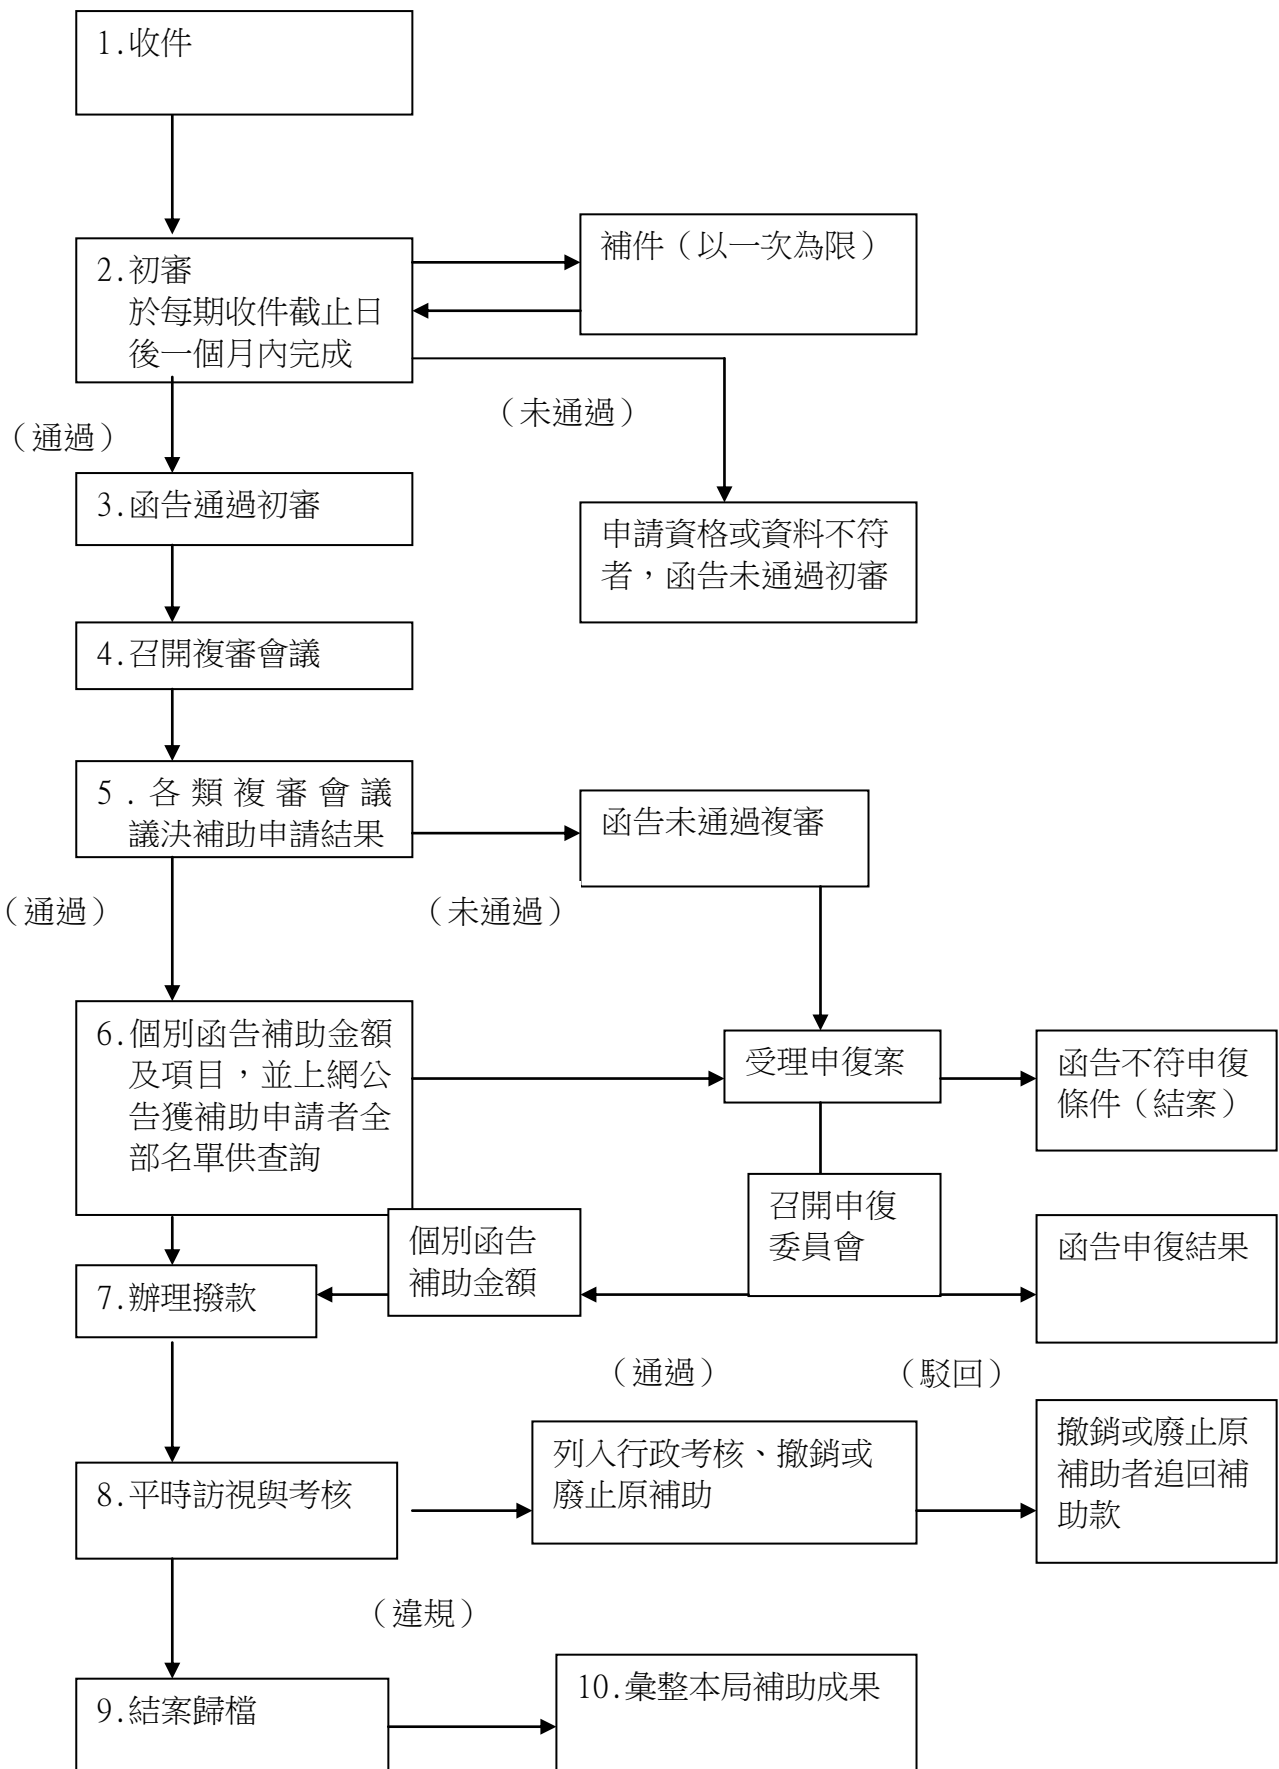 1.收件
2.初審
於每期收件截止日
後一個月內完成
補件（以一次為限）
（通過）
（未通過）
3.函告通過初審
申請資格或資料不符
者，函告未通過初審
4.召開複審會議
5.各類複審會議
議決補助申請結果
函告未通過複審
（通過）
（未通過）
6.個別函告補助金額
及項目，並上網公
告獲補助申請者全
部名單供查詢
受理申復案
函告不符申復
條件（結案）
召開申復
委員會
個別函告
補助金額
函告申復結果
7.辦理撥款
（通過）
（駁回）
8.平時訪視與考核
列入行政考核、撤銷或
廢止原補助
撤銷或廢止原
補助者追回補
助款
（違規）
9.結案歸檔
10.彙整本局補助成果